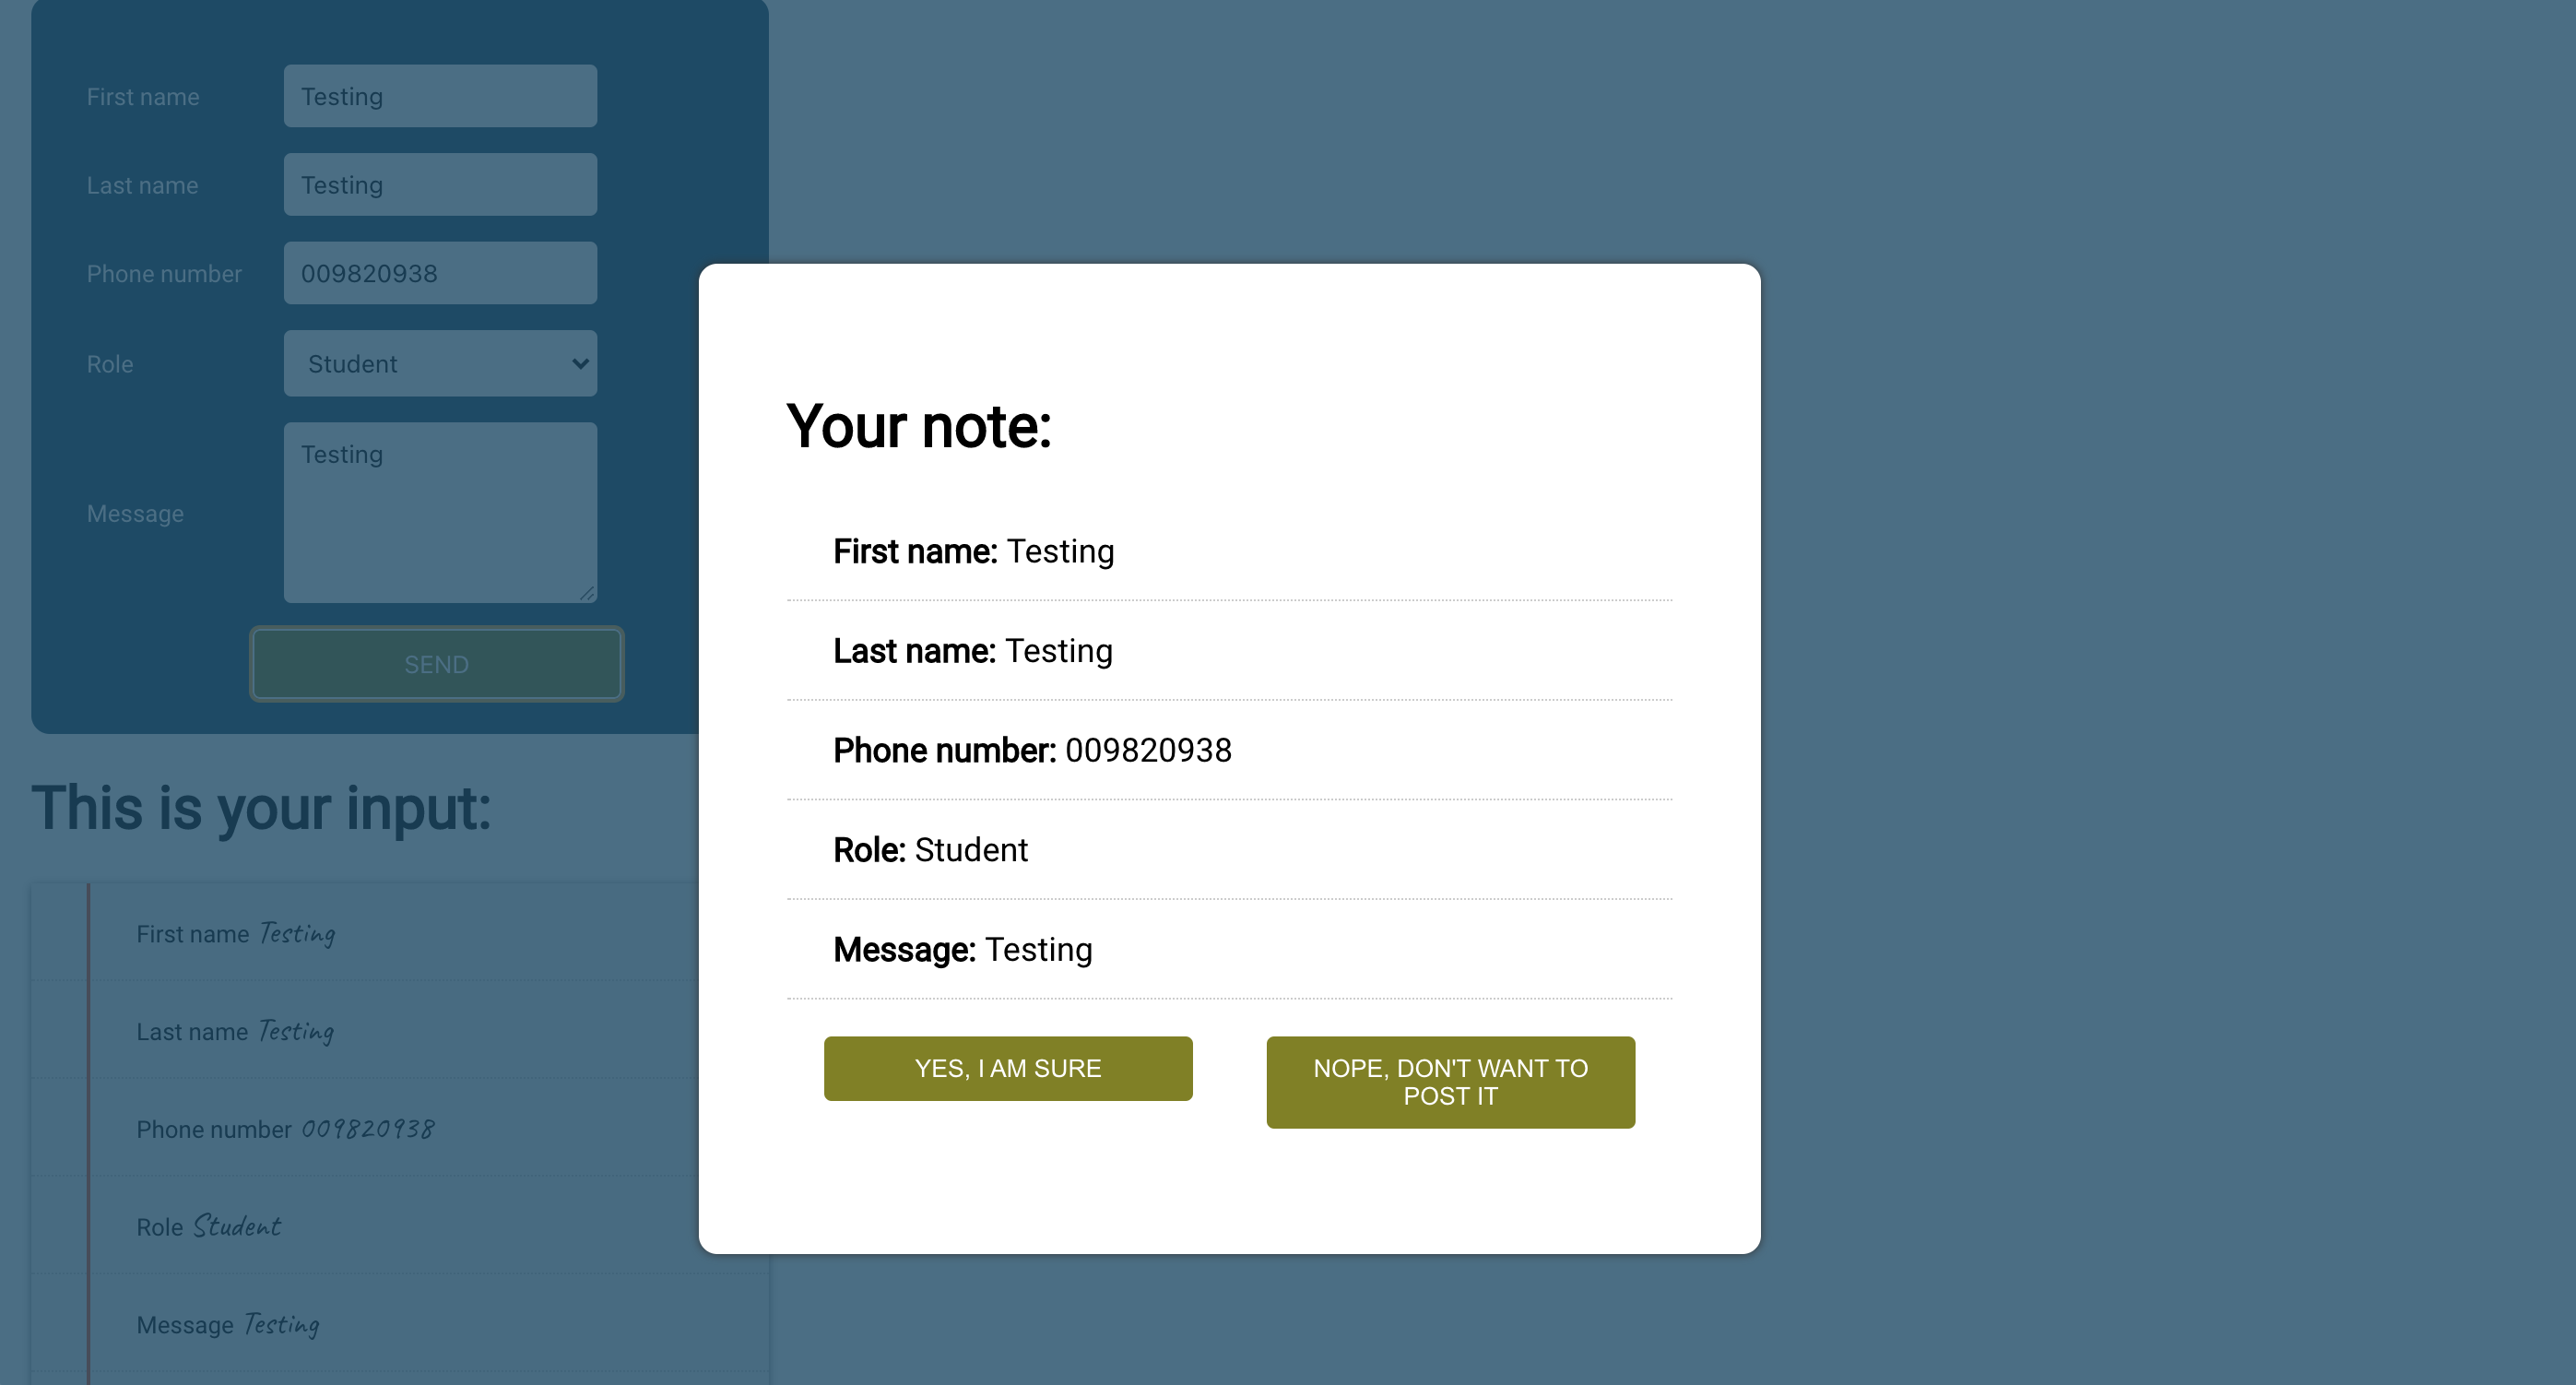 First name Testing
Last name Testing
Phone number 009820938
Role Student
Testing
Message
SEND
This is your input:
First name Testing
Last name Testing
Phone number 009820938
Role Student
Message Testing
Your note:
First name: Testing
Last name: Testing
Phone number: 009820938
Role: Student
Message: Testing
YES, I AM SURE
NOPE, DON'T WANT TO
POST IT